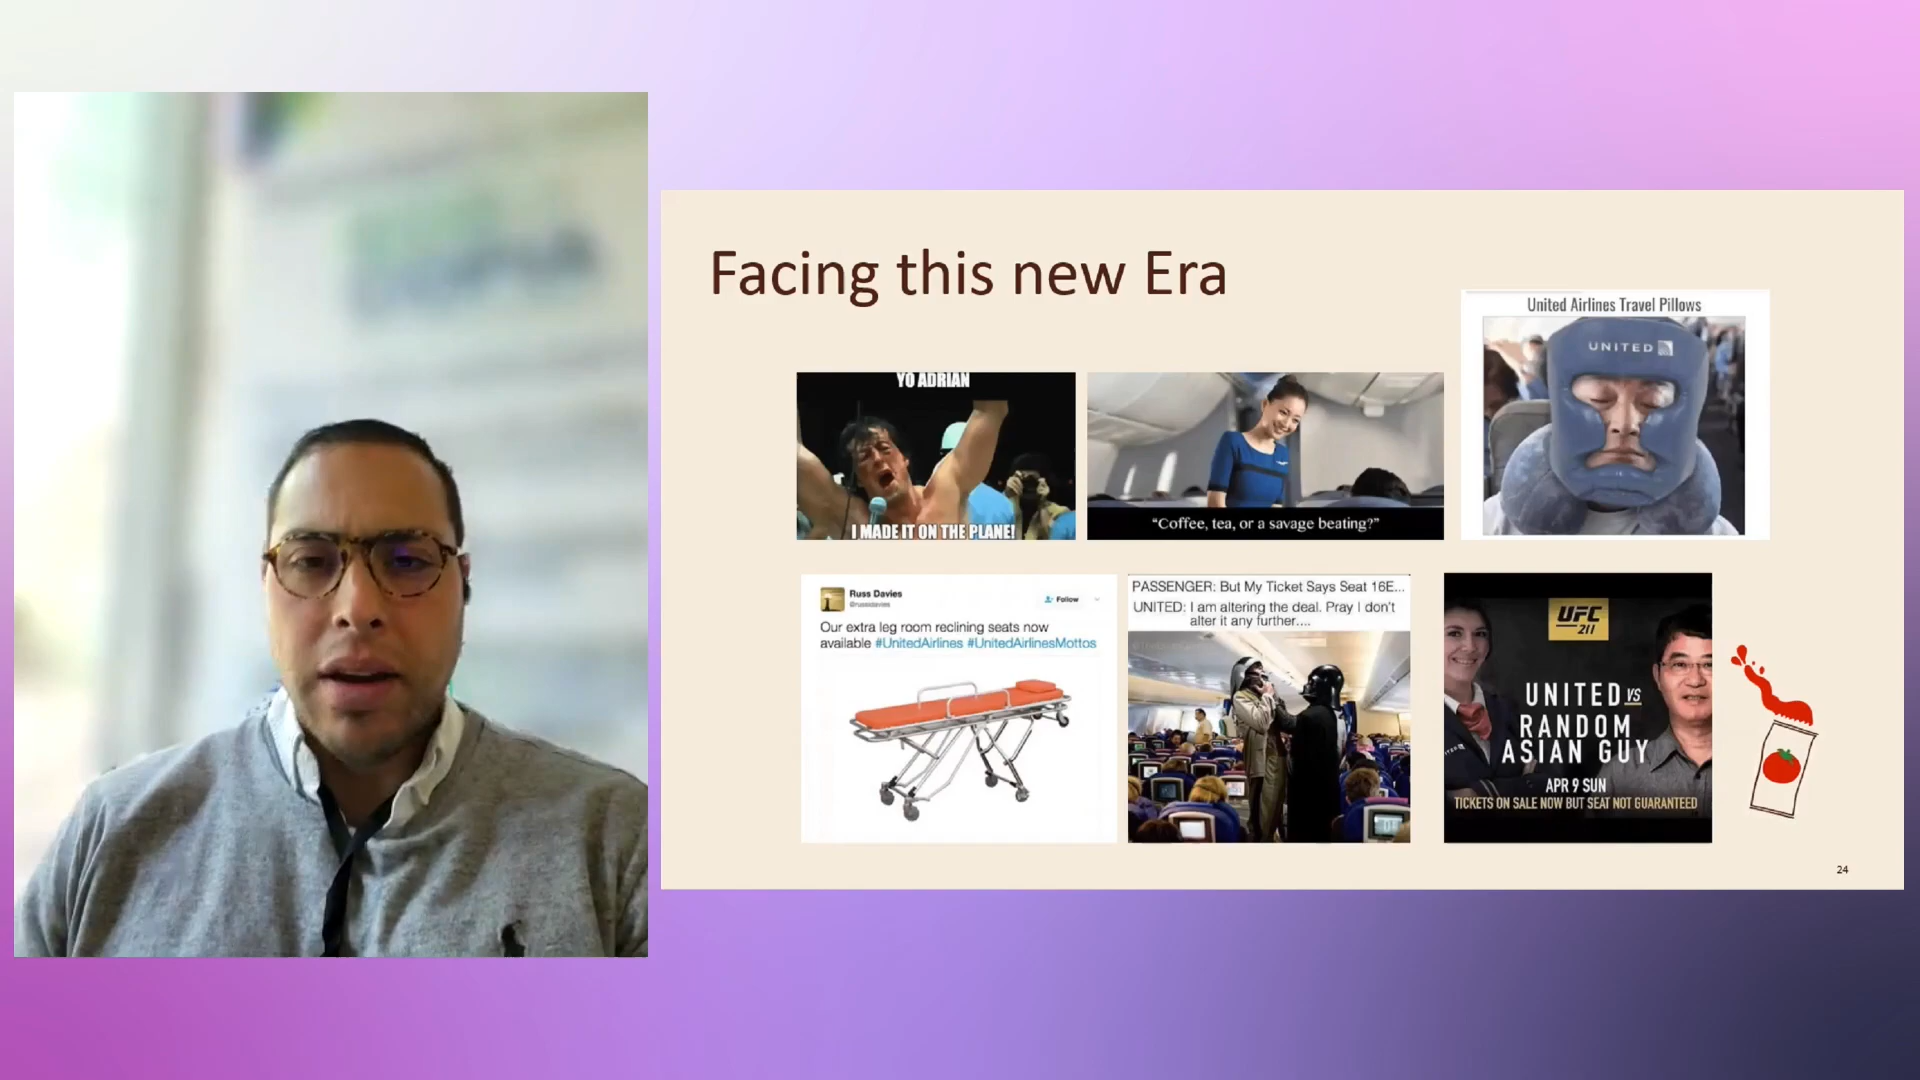 Facing this new Era
United Airlines Travel Pillows
UNITED
YO ADRIAN
I MADE IT ON THE PLANE!
“Coffee, tea, or a savage beating?”
Russ Davies
@russdavies
Follow
Our extra leg room reclining seats now
available #UnitedAirlines #UnitedAirlinesMottos
PASSENGER: But My Ticket Says Seat 16E...
UNITED: I am altering the deal. Pray I don't
alter it any further....
UFC
211
UNITED VS
RANDOM
ASIAN GUY
APR 9 SUN
TICKETS ON SALE NOW BUT SEAT NOT GUARANTEED
24